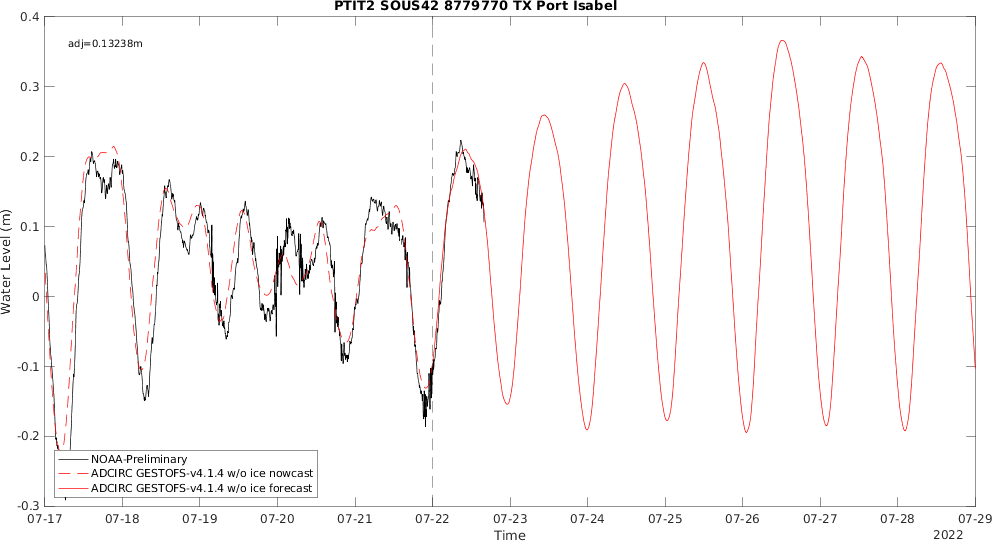 PTIT2 SOUS42 8779770 TX Port Isabel
adj=0.13238m
Water Level (m)
0.4
0.3
0.2
0.1
0
-0.1
-0.2
-0.3
NOAA-Preliminary
ADCIRC GESTOFS-v4.1.4 w/o ice nowcast
ADCIRC GESTOFS-v4.1.4 w/o ice forecast
07-17 07-18 07-19 07-20 07-21 07-22 07-23 07-24 07-25 07-26 07-27 07-28 07-29
Time
2022